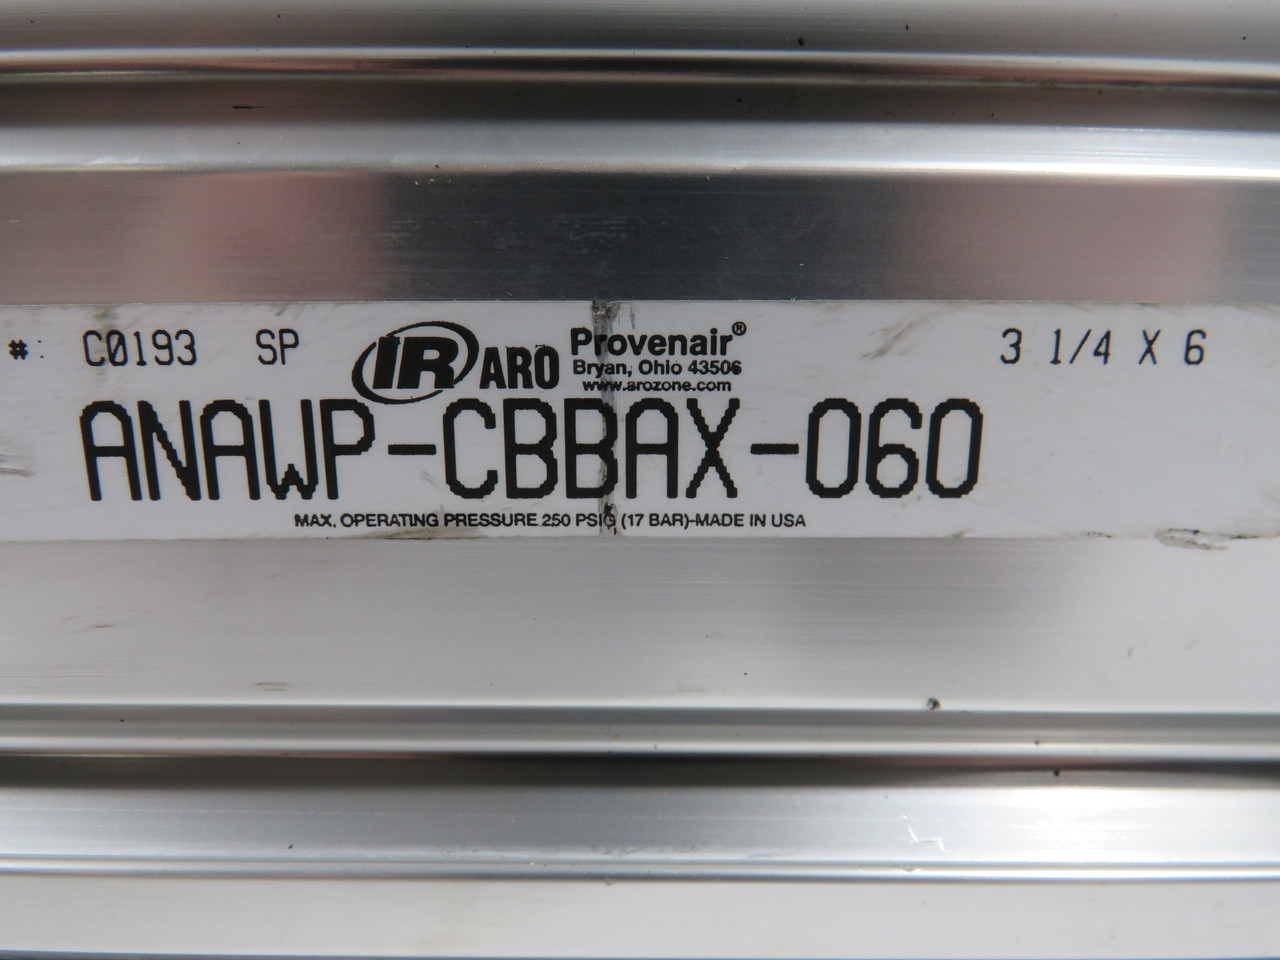 #: C0193 SP
IR ARO
Provenair®
Bryan, Ohio 43506
www.arozone.com
3 1/4 X 6
ANAWP-CBBAX-060
MAX. OPERATING PRESSURE 250 PSIG (17 BAR)-MADE IN USA